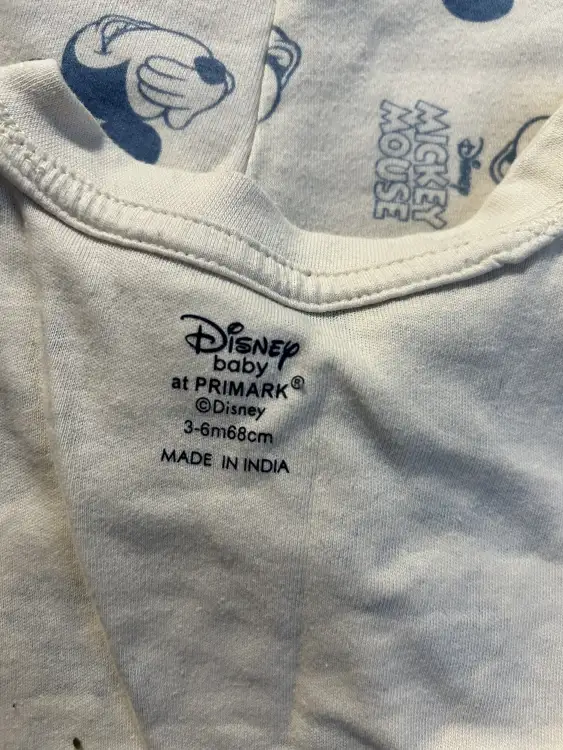 Disney
MICKEY
MOUSE
Disney
baby
at PRIMARK®
©Disney
3-6m68cm
MADE IN INDIA